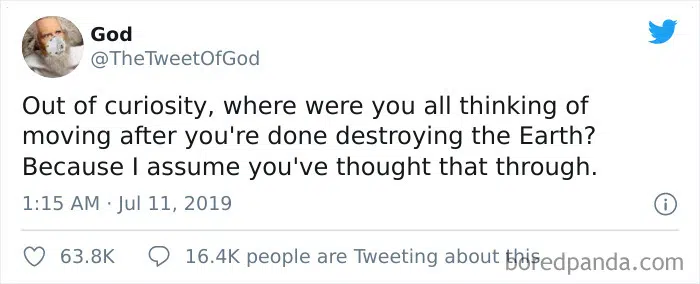 God
@TheTweetOfGod
Out of curiosity, where were you all thinking of
moving after you're done destroying the Earth?
Because I assume you've thought that through.
1:15 AM · Jul 11, 2019
63.8K 16.4K people are Tweeting about this
boredpanda.com